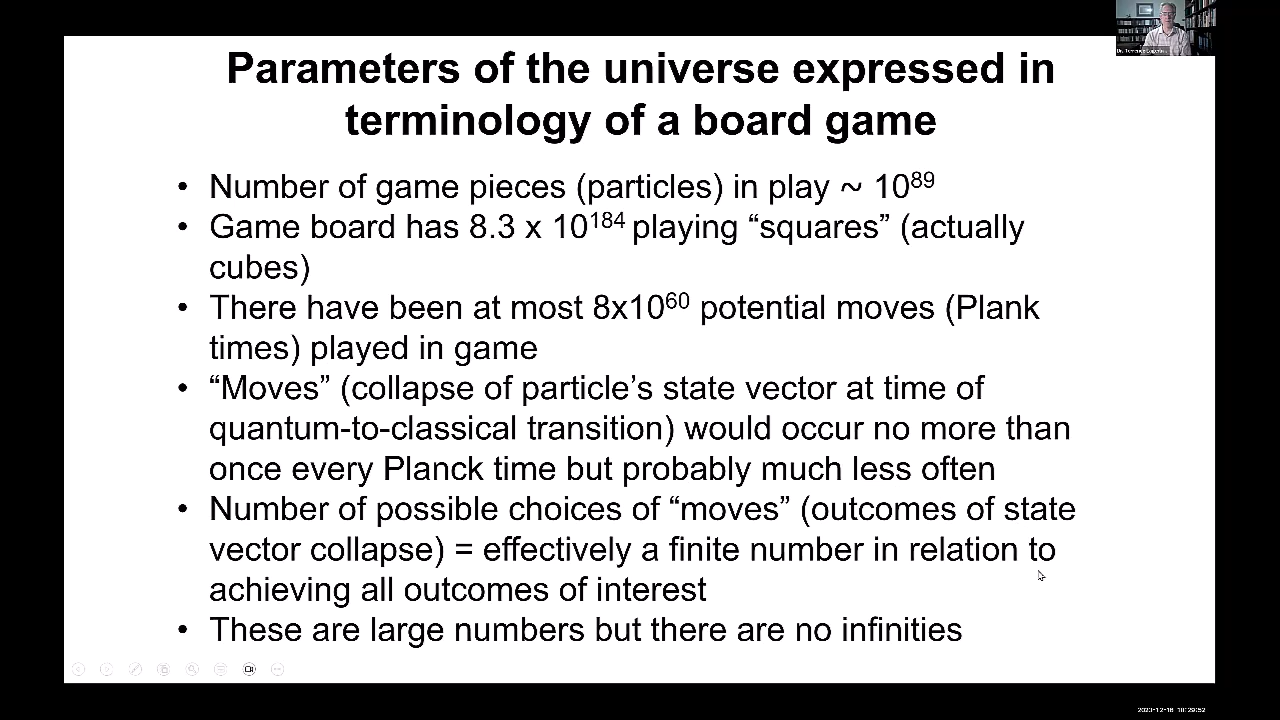 Parameters of the universe expressed in
terminology of a board game
• Number of game pieces (particles) in play ~ 10⁸⁹
• Game board has 8.3 x 10¹⁸⁴ playing “squares” (actually
cubes)
• There have been at most 8x10⁶⁰ potential moves (Plank
times) played in game
• “Moves” (collapse of particle’s state vector at time of
quantum-to-classical transition) would occur no more than
once every Planck time but probably much less often
• Number of possible choices of “moves” (outcomes of state
vector collapse) = effectively a finite number in relation to
achieving all outcomes of interest
• These are large numbers but there are no infinities